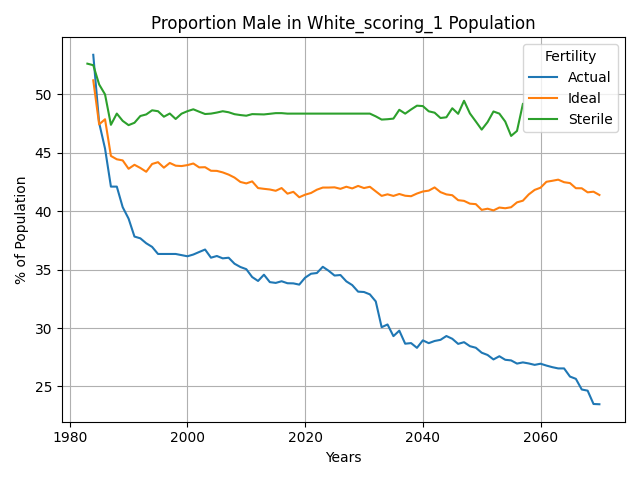 Proportion Male in White_scoring_1 Population
% of Population
50
45
40
35
30
25
Fertility
Actual
Ideal
Sterile
1980
2000
2020
2040
2060
Years